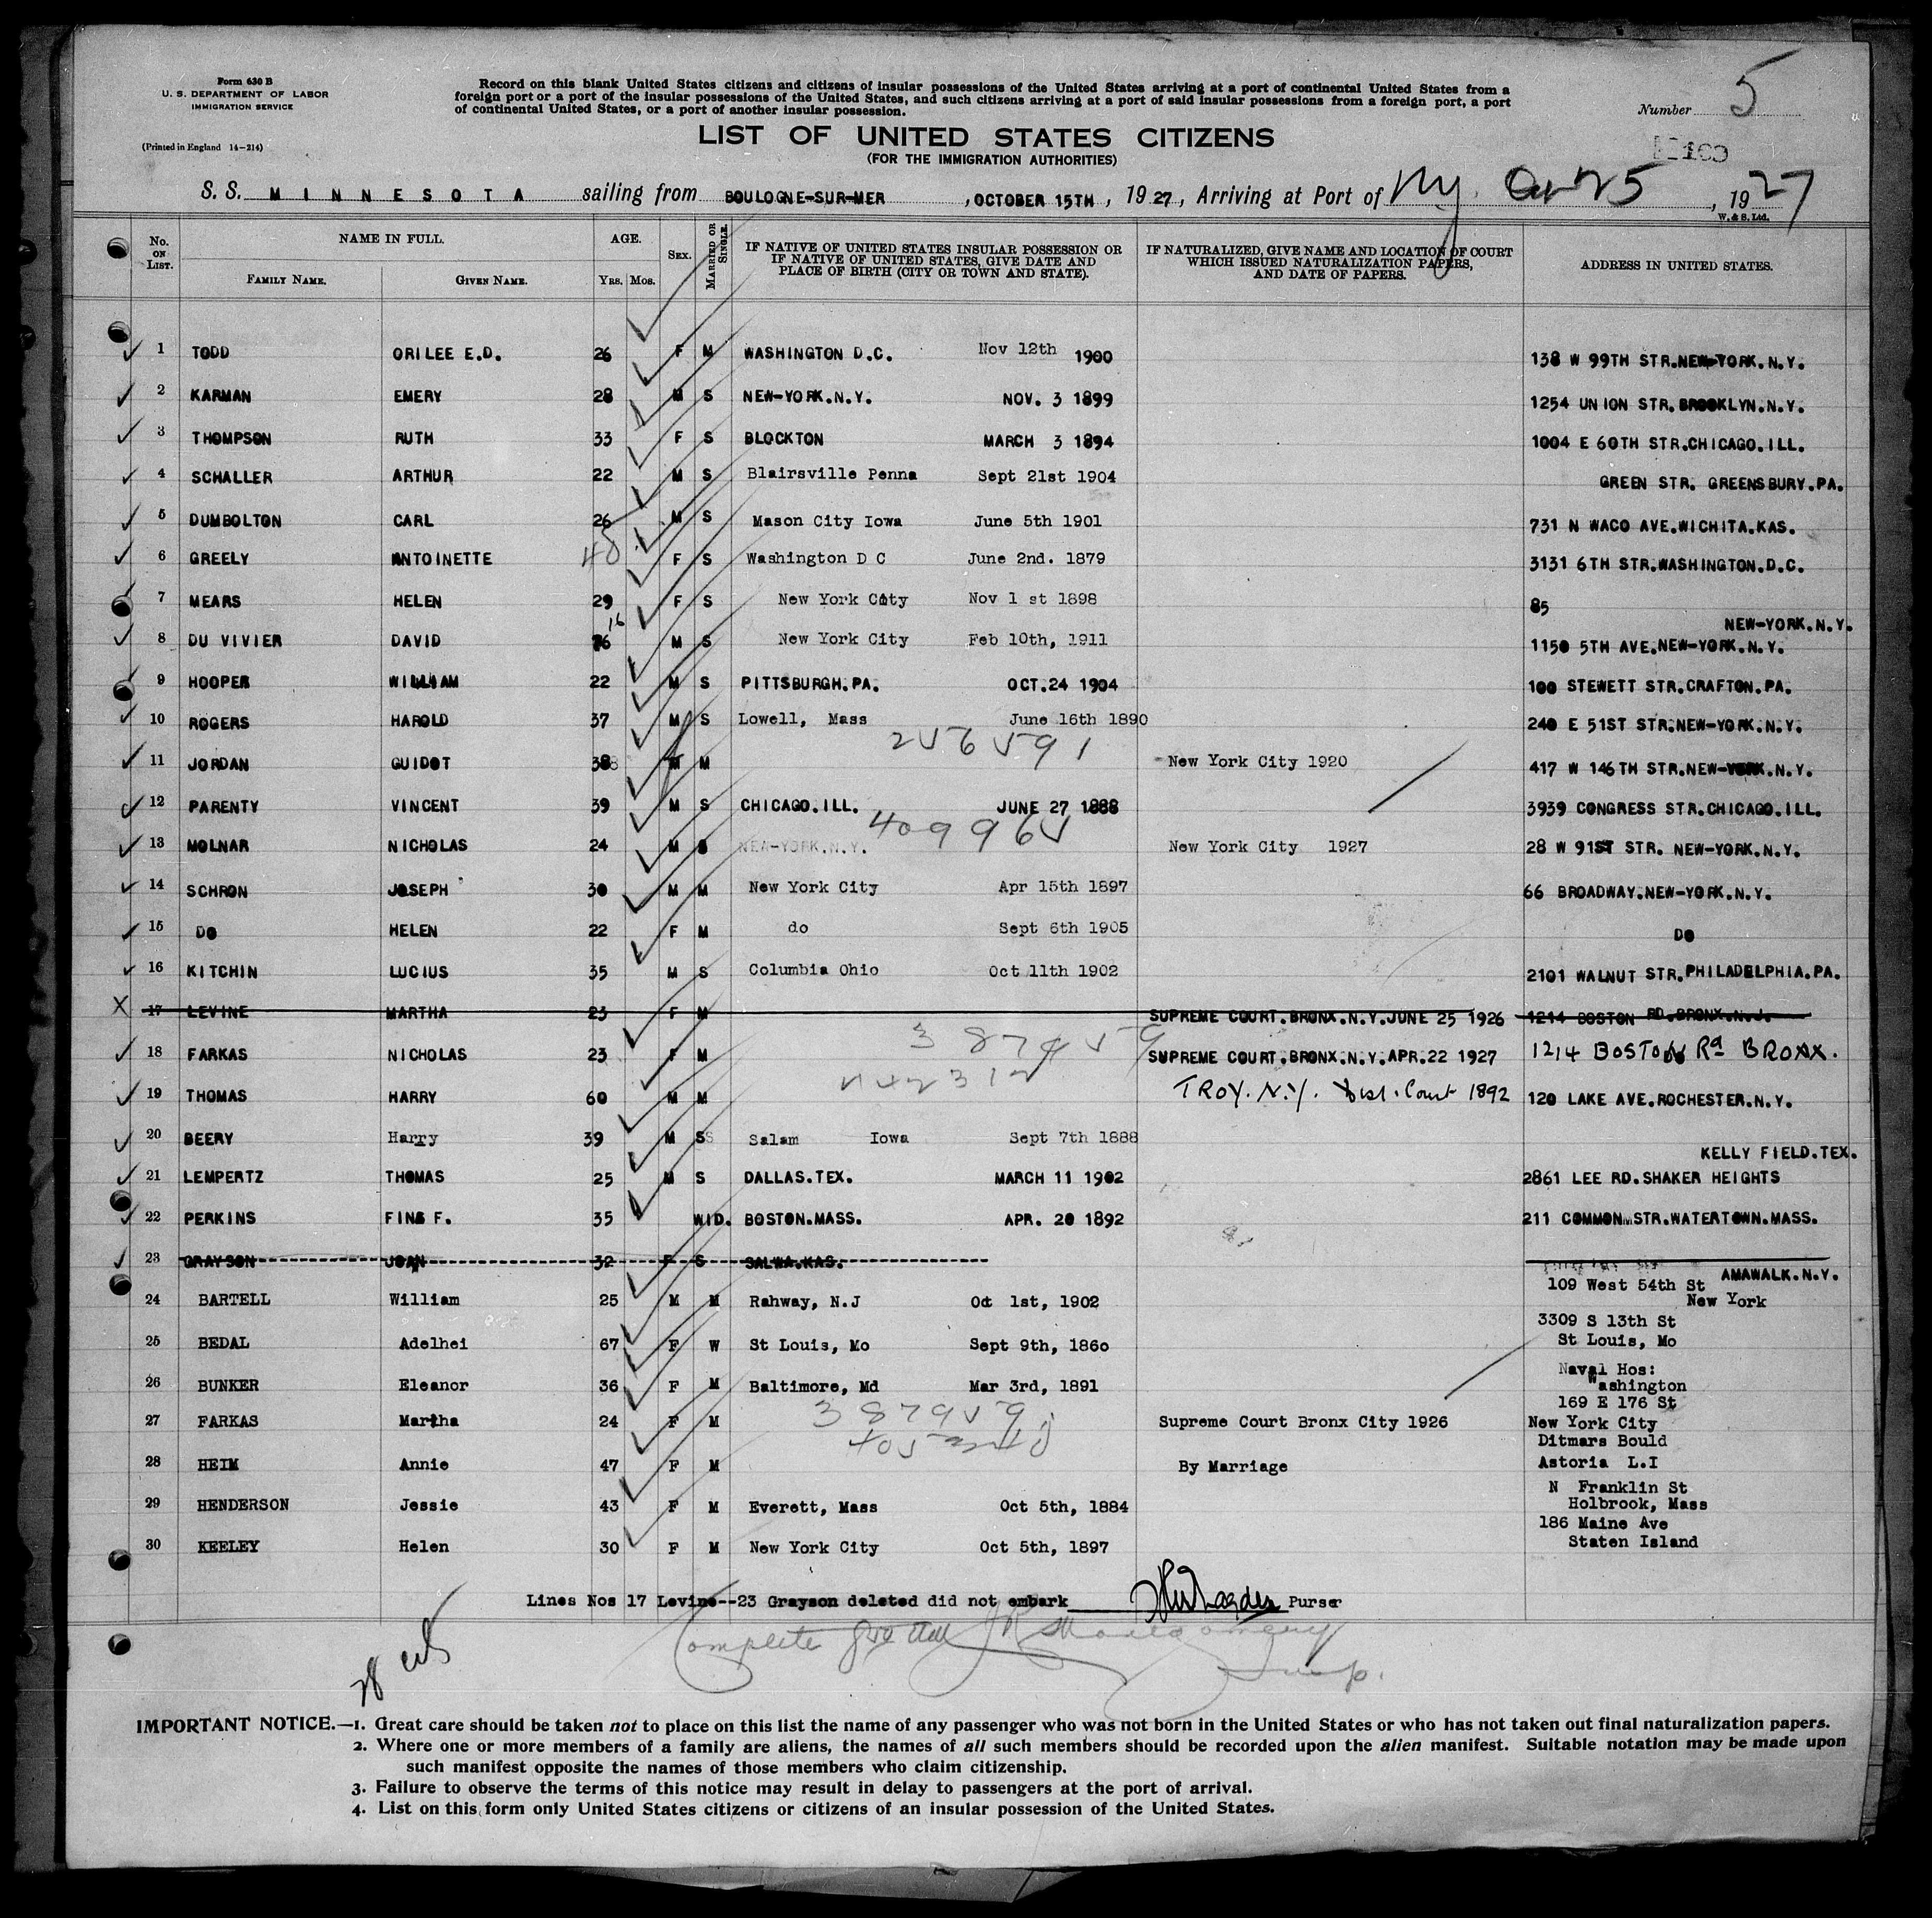 Form 630 B
U. S. DEPARTMENT OF LABOR
IMMIGRATION SERVICE
(Printed in England 14-214)
Record on this blank United States citizens and citizens of insular possessions of the United States arriving at a port of continental United States from a
foreign port or a port of the insular possessions of the United States, and such citizens arriving at a port of said insular possessions from a foreign port, a port
of continental United States, or a port of another insular possession.
Number 5
LIST OF UNITED STATES CITIZENS
(FOR THE IMMIGRATION AUTHORITIES)
S. S. MINNESOTA sailing from BOULOGNE-SUR-MER, OCTOBER 15TH, 1927, Arriving at Port of Ny. 25, 1927
W. & S. Ltd.
No. ON LIST. NAME IN FULL. FAMILY NAME. GIVEN NAME. AGE. YRS. MOS. SEX. MARRIED OR SINGLE. IF NATIVE OF UNITED STATES INSULAR POSSESSION OR IF NATIVE OF UNITED STATES, GIVE DATE AND PLACE OF BIRTH (CITY OR TOWN AND STATE). IF NATURALIZED, GIVE NAME AND LOCATION OF COURT WHICH ISSUED NATURALIZATION PAPERS, AND DATE OF PAPERS. ADDRESS IN UNITED STATES.
1 TODD ORILEE E.D. 26 F M WASHINGTON D.C. Nov 12th 1900 138 W 99TH STR.NEW-YORK.N.Y.
2 KARMAN EMERY 28 M S NEW-YORK.N.Y. NOV. 3 1899 1254 UNION STR.BROOKLYN.N.Y.
3 THOMPSON RUTH 33 F S BLOCKTON MARCH 3 1894 1004 E 60TH STR.CHICAGO.ILL.
4 SCHALLER ARTHUR 22 M S Blairsville Penna Sept 21st 1904 GREEN STR. GREENSBURY.PA.
5 DUMBOLTON CARL 26 M S Mason City Iowa June 5th 1901 731 N WACO AVE.WICHITA.KAS.
6 GREELY ANTOINETTE 48 F S Washington D C June 2nd. 1879 3131 6TH STR.WASHINGTON.D.C.
7 MEARS HELEN 29 F S New York City Nov 1 st 1898 85 NEW-YORK.N.Y.
8 DU VIVIER DAVID 16 M S New York City Feb 10th, 1911 1150 5TH AVE.NEW-YORK.N.Y.
9 HOOPER WILLIAM 22 M S PITTSBURGH.PA. OCT.24 1904 100 STEWETT STR.CRAFTON.PA.
10 ROGERS HAROLD 37 M S Lowell, Mass June 16th 1890 240 E 51ST STR.NEW-YORK.N.Y.
11 JORDAN GUIDOT 38 M M New York City 1920 417 W 146TH STR.NEW-YORK.N.Y.
12 PARENTY VINCENT 39 M S CHICAGO.ILL. JUNE 27 1888 3939 CONGRESS STR.CHICAGO.ILL.
13 MOLNAR NICHOLAS 24 M NEW-YORK.N.Y. New York City 1927 28 W 91ST STR. NEW-YORK.N.Y.
14 SCHRON JOSEPH 30 M M New York City Apr 15th 1897 66 BROADWAY.NEW-YORK.N.Y.
15 DO HELEN 22 F M do Sept 6th 1905 DO
16 KITCHIN LUCIUS 35 M S Columbia Ohio Oct 11th 1902 2101 WALNUT STR.PHILADELPHIA.PA.
17 LEVINE MARTHA 23 F M SUPREME COURT.BRONX.N.Y.JUNE 25 1926 1214 BOSTON RD.BRONX.N.J.
18 FARKAS NICHOLAS 23 F M SUPREME COURT.BRONX.N.Y.APR.22 1927 1214 BOSTON Rd BRONX.
19 THOMAS HARRY 60 M M TROY. N.Y. Dist. Court 1892 120 LAKE AVE.ROCHESTER.N.Y.
20 BEERY Harry 39 M S Salam Iowa Sept 7th 1888 KELLY FIELD.TEX.
21 LEMPERTZ THOMAS 25 M S DALLAS.TEX. MARCH 11 1902 2861 LEE RD.SHAKER HEIGHTS
22 PERKINS FINS F. 35 WID. BOSTON.MASS. APR. 20 1892 211 COMMON STR.WATERTOWN.MASS.
23 GRAYSON JOAN 32 F S SALWA.KAS. AMAWALK.N.Y.
24 BARTELL William 25 M M Rahway, N.J Oct 1st, 1902 109 West 54th St New York
25 BEDAL Adelhei 67 F W St Louis, Mo Sept 9th, 1860 3309 S 13th St St Louis, Mo
26 BUNKER Eleanor 36 F M Baltimore, Md Mar 3rd, 1891 Naval Hos: Washington
27 FARKAS Martha 24 F M Supreme Court Bronx City 1926 169 E 176 St New York City
28 HEIM Annie 47 F M By Marriage Ditmars Bould Astoria L.I
29 HENDERSON Jessie 43 F M Everett, Mass Oct 5th, 1884 N Franklin St Holbrook, Mass
30 KEELEY Helen 30 F M New York City Oct 5th, 1897 186 Maine Ave Staten Island
Lines Nos 17 Levine--23 Grayson deleted did not embark Purser
Complete Montgomery Insp.
IMPORTANT NOTICE.—1. Great care should be taken not to place on this list the name of any passenger who was not born in the United States or who has not taken out final naturalization papers.
2. Where one or more members of a family are aliens, the names of all such members should be recorded upon the alien manifest. Suitable notation may be made upon
such manifest opposite the names of those members who claim citizenship.
3. Failure to observe the terms of this notice may result in delay to passengers at the port of arrival.
4. List on this form only United States citizens or citizens of an insular possession of the United States.